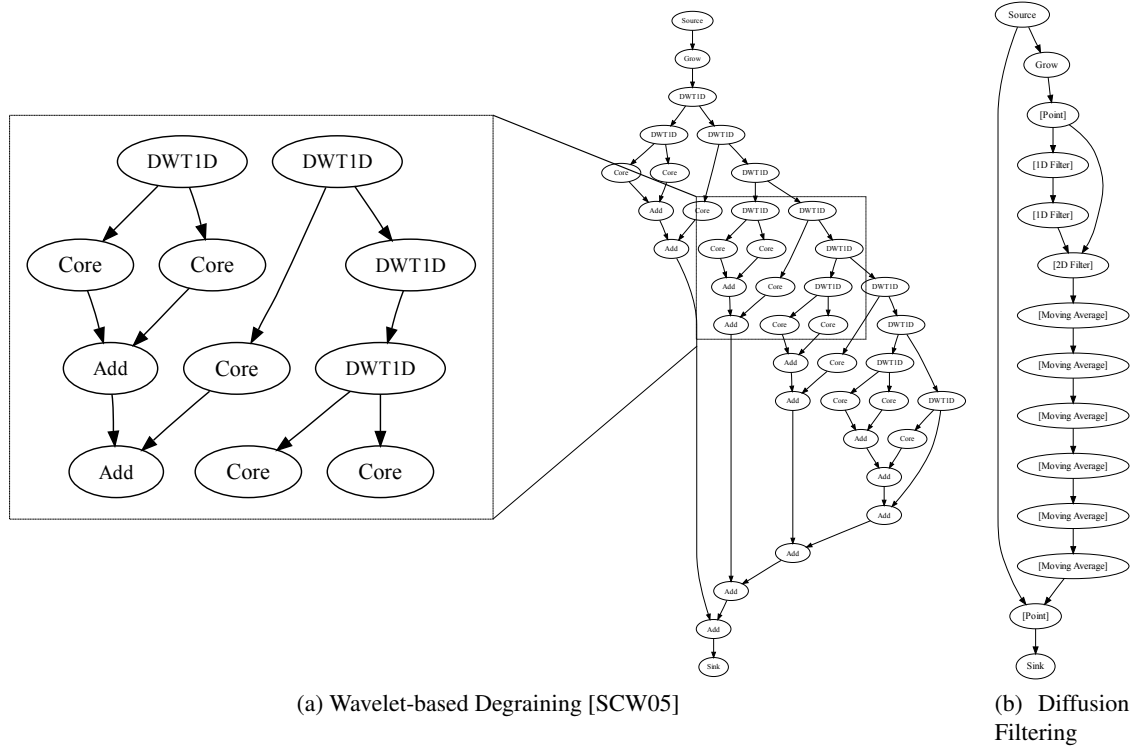 DWT1D DWT1D
Core Core DWT1D
Add Core DWT1D
Add Core Core
Source
Grow
DWT1D
DWT1D DWT1D
Core Core DWT1D
Add Core DWT1D DWT1D
Add Core Core DWT1D
Add Core DWT1D DWT1D
Add Core Core DWT1D
Add Core DWT1D
Add Core Core DWT1D
Add Core
Add
Add
Add
Add
Add
Sink
(a) Wavelet-based Degraining [SCW05]
Source
Grow
[Point]
[1D Filter]
[1D Filter]
[2D Filter]
[Moving Average]
[Moving Average]
[Moving Average]
[Moving Average]
[Moving Average]
[Moving Average]
[Point]
Sink
(b) Diffusion
Filtering